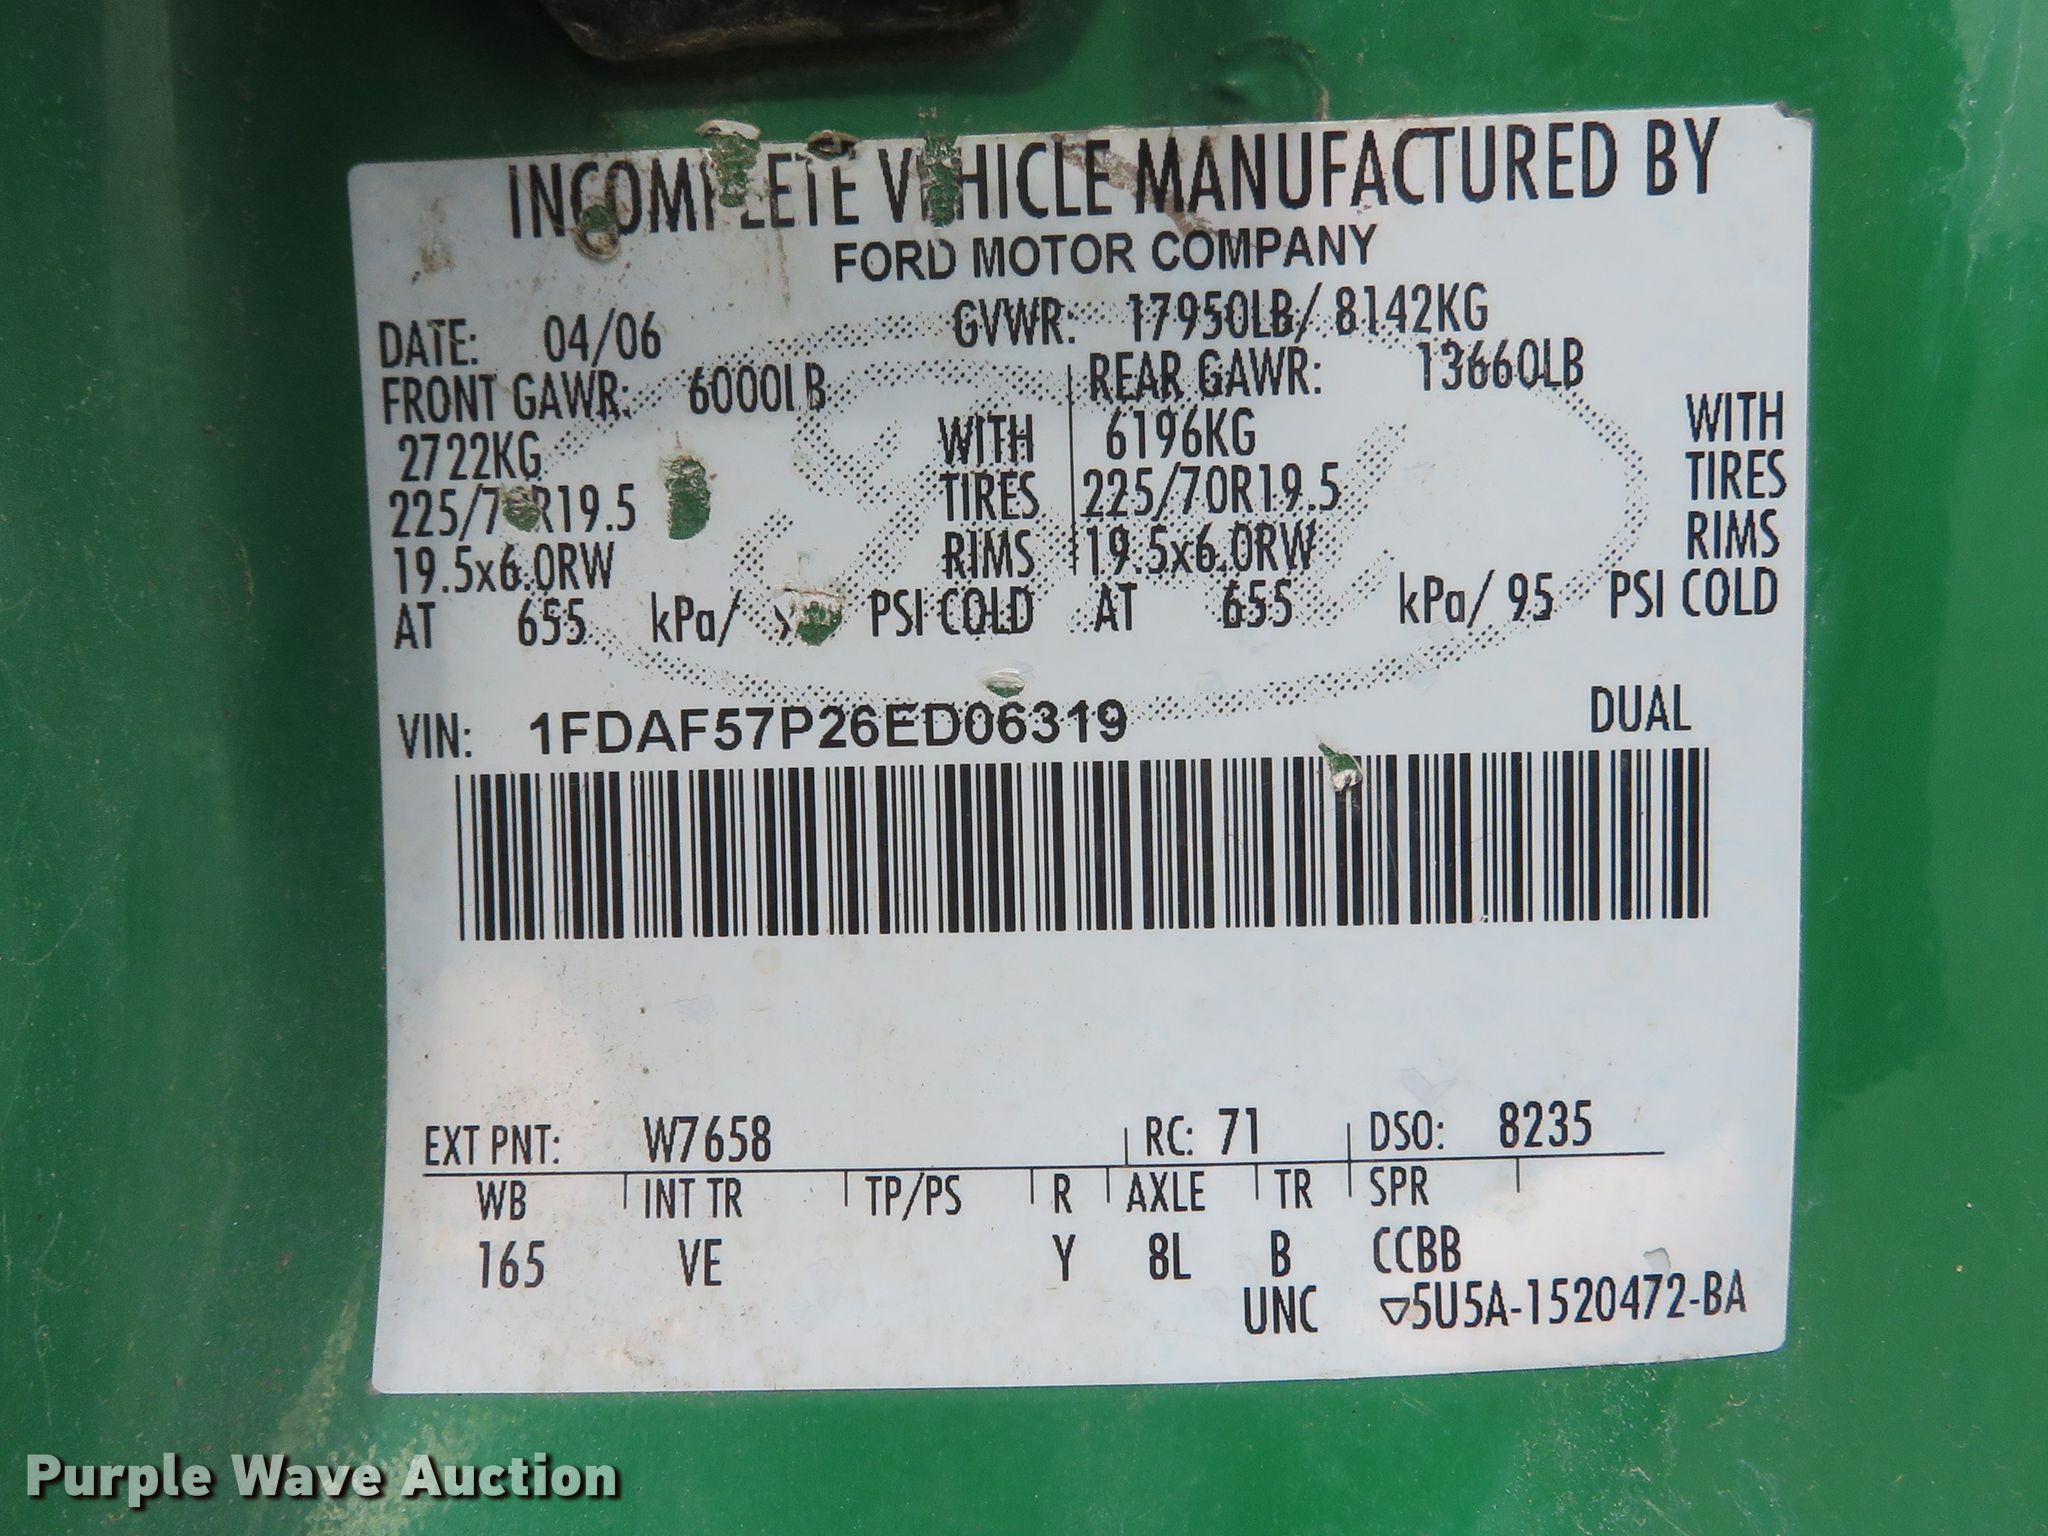 INCOMPLETE VEHICLE MANUFACTURED BY
FORD MOTOR COMPANY
DATE: 04/06 GVWR: 17950LB/ 8142KG
FRONT GAWR: 6000LB REAR GAWR: 13660LB
2722KG WITH 6196KG WITH
225/70R19.5 TIRES 225/70R19.5 TIRES
19.5x6.0RW RIMS 19.5x6.0RW RIMS
AT 655 kPa/ PSI COLD AT 655 kPa/ 95 PSI COLD
VIN: 1FDAF57P26ED06319 DUAL
EXT PNT: W7658 RC: 71 DSO: 8235
WB INT TR TP/PS R AXLE TR SPR
165 VE Y 8L B CCBB
UNC ▽5U5A-1520472-BA
Purple Wave Auction